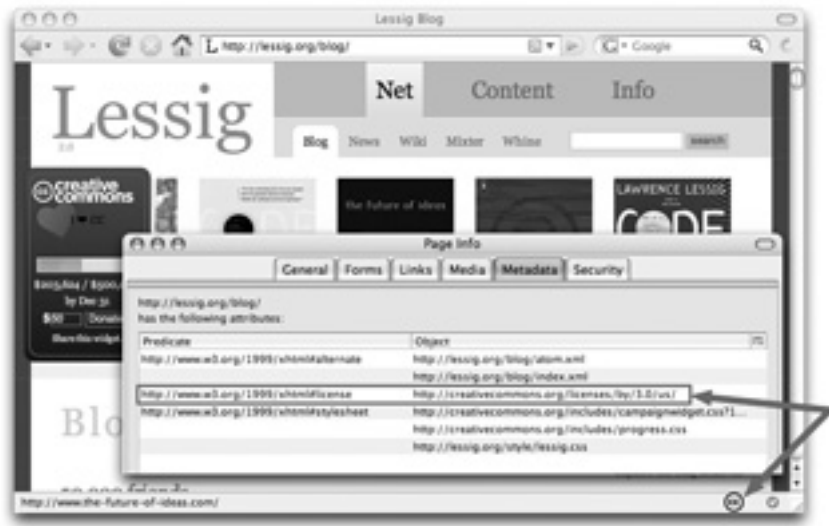 Lessig Blog
L http://lessig.org/blog/
G Google
Lessig
2.0
Net Content Info
Blog News Wiki Mixter Whine search
cc creative commons
I cc
by Dec 31
$50 Donate
Share this widget
the future of ideas
LAWRENCE LESSIG
CODE
Page Info
General Forms Links Media Metadata Security
http://lessig.org/blog/
has the following attributes:
Predicate Object
http://www.w3.org/1999/xhtml#alternate http://lessig.org/blog/atom.xml
http://lessig.org/blog/index.xml
http://www.w3.org/1999/xhtml#license http://creativecommons.org/licenses/by/3.0/us/
http://www.w3.org/1999/xhtml#stylesheet http://creativecommons.org/includes/campaignwidget.css?1...
http://creativecommons.org/includes/progress.css
http://lessig.org/style/lessig.css
Blo
50,000 friends
http://www.the-future-of-ideas.com/
cc